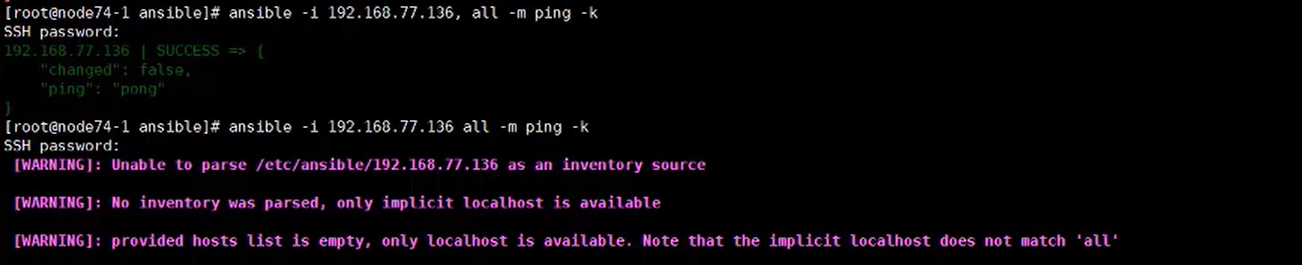 [root@node74-1 ansible]# ansible -i 192.168.77.136, all -m ping -k
SSH password:
192.168.77.136 | SUCCESS => {
    "changed": false,
    "ping": "pong"
}
[root@node74-1 ansible]# ansible -i 192.168.77.136 all -m ping -k
SSH password:
 [WARNING]: Unable to parse /etc/ansible/192.168.77.136 as an inventory source
 [WARNING]: No inventory was parsed, only implicit localhost is available
 [WARNING]: provided hosts list is empty, only localhost is available. Note that the implicit localhost does not match 'all'